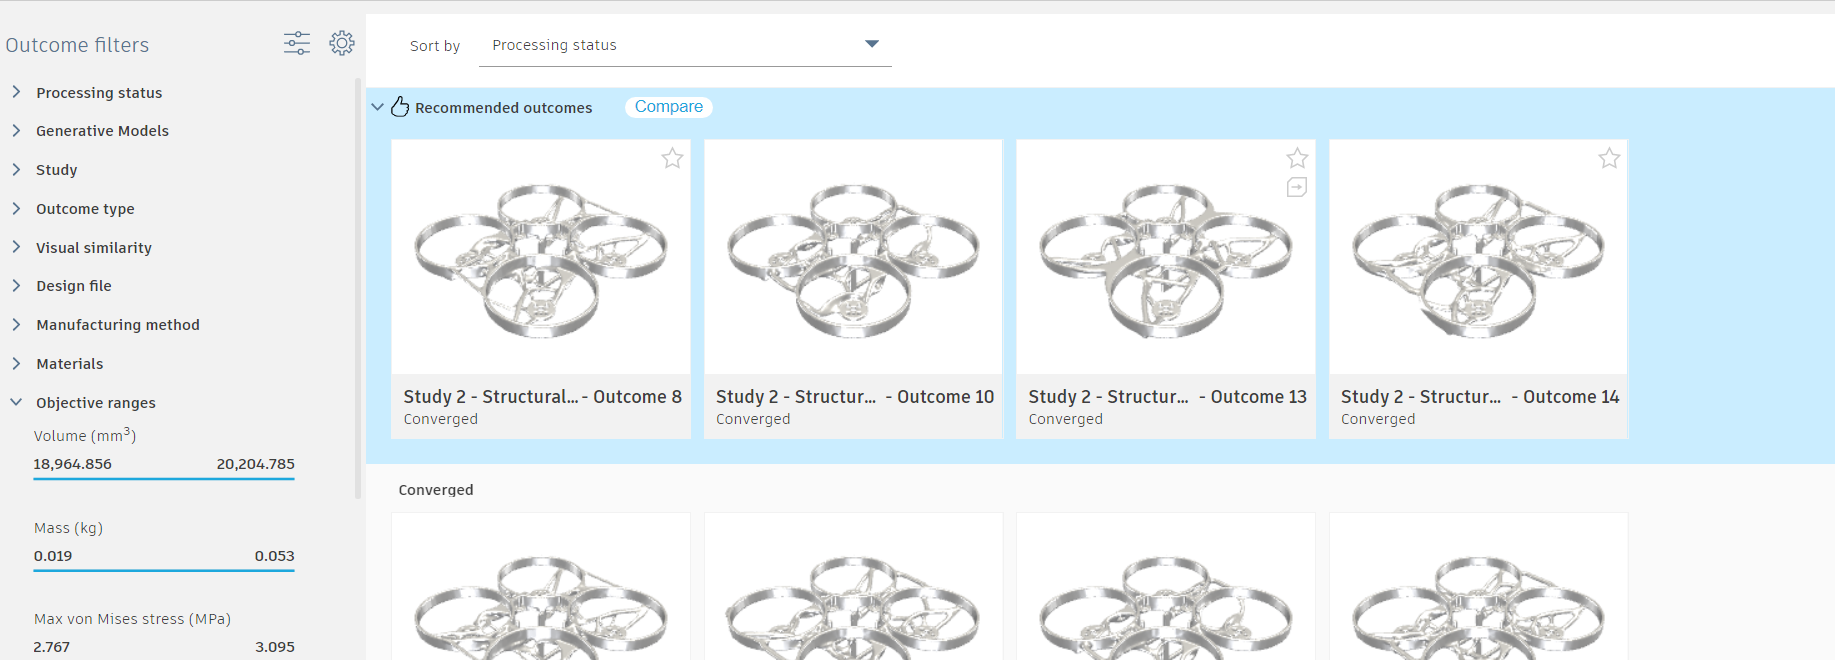 Outcome filters
Processing status
Generative Models
Study
Outcome type
Visual similarity
Design file
Manufacturing method
Materials
Objective ranges
Volume (mm³)
18,964.856 20,204.785
Mass (kg)
0.019 0.053
Max von Mises stress (MPa)
2.767 3.095
Sort by Processing status
Recommended outcomes Compare
Study 2 - Structural... - Outcome 8
Converged
Study 2 - Structur... - Outcome 10
Converged
Study 2 - Structur... - Outcome 13
Converged
Study 2 - Structur... - Outcome 14
Converged
Converged